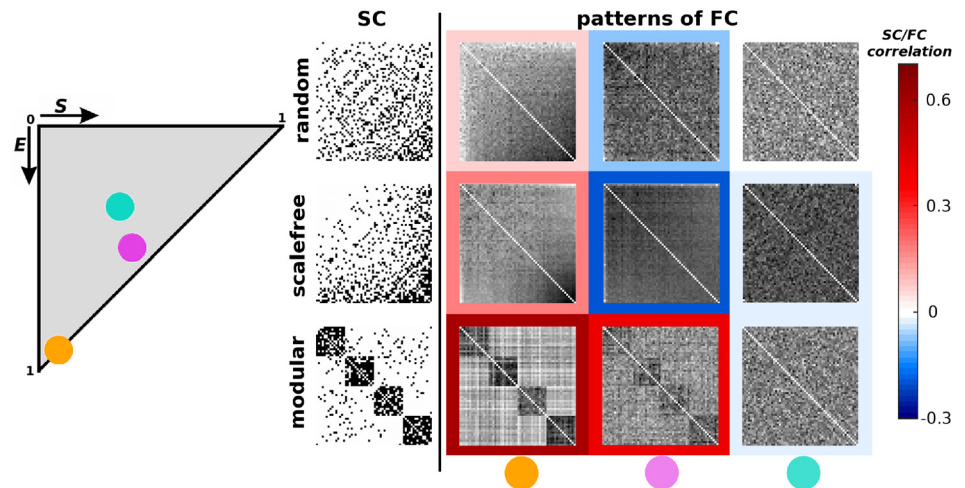 SC
patterns of FC
SC/FC
correlation
0
S
1
E
1
random
scalefree
modular
0.6
0.3
0
-0.3